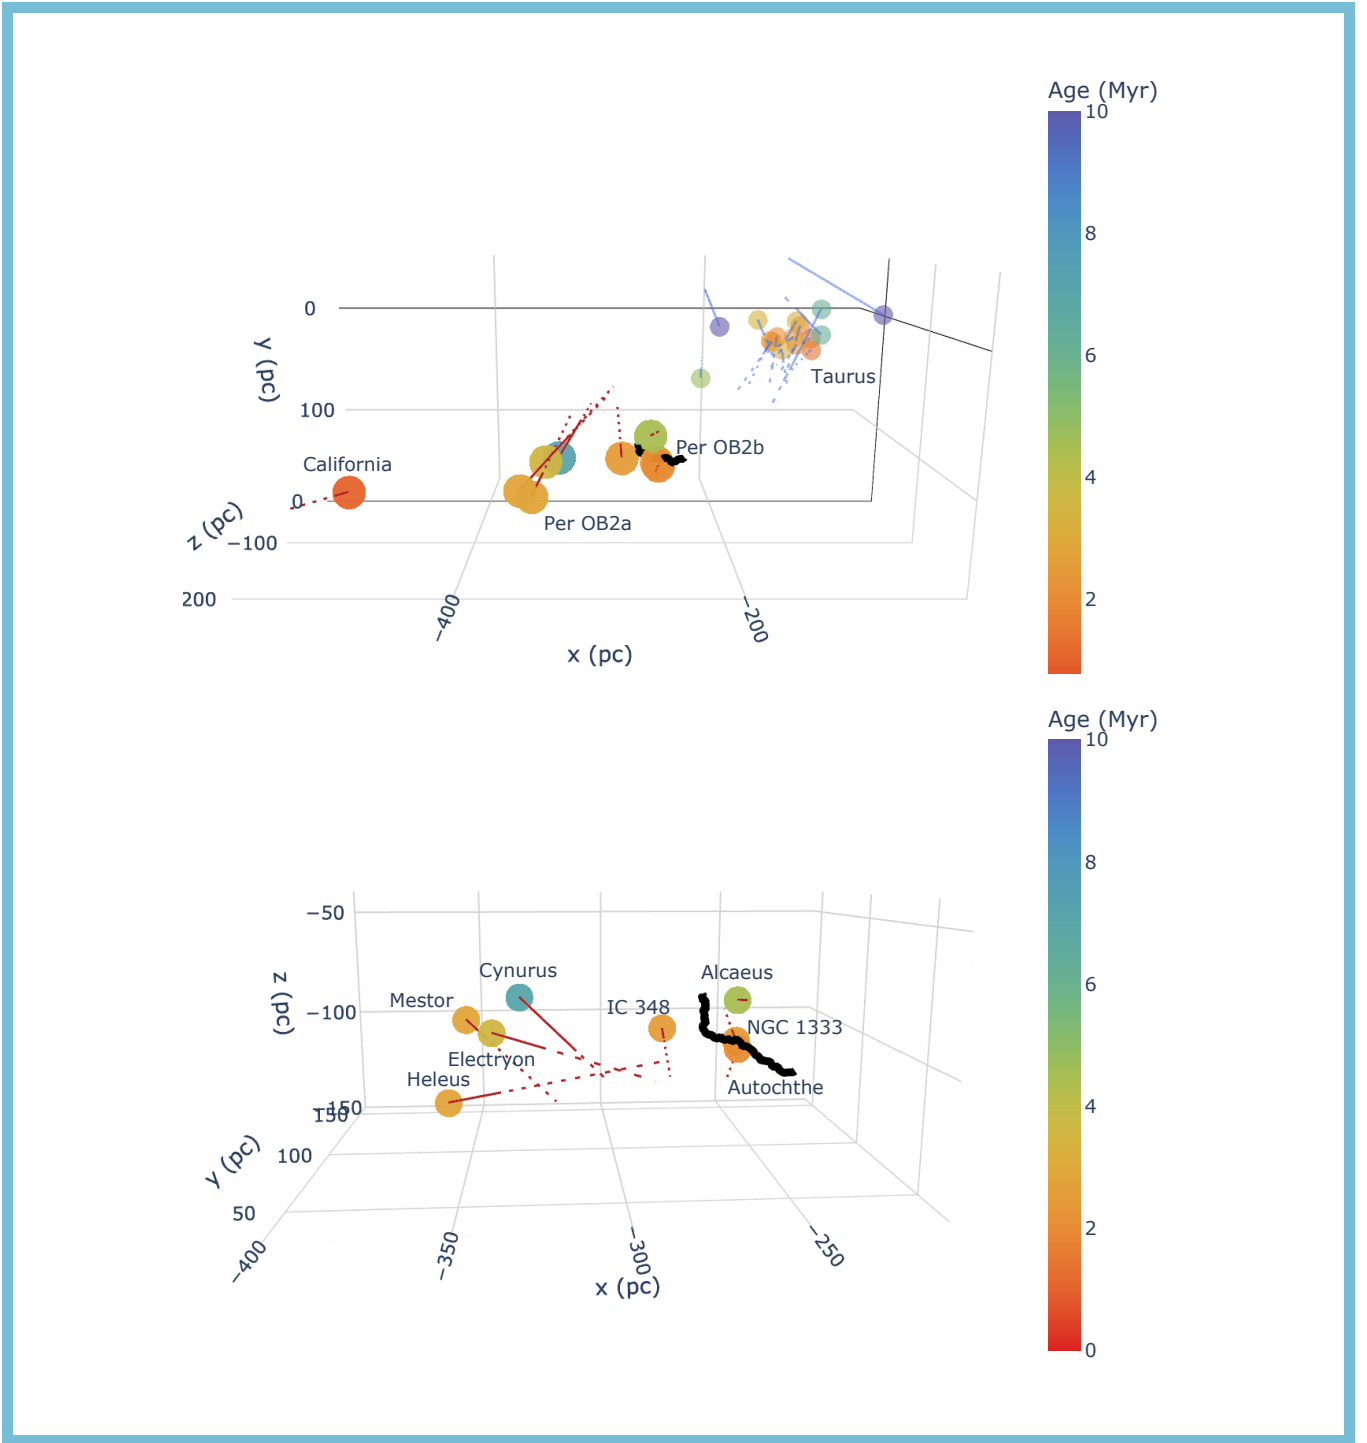 Age (Myr)
10
8
6
4
2
0
100
0
−100
200
y (pc)
z (pc)
x (pc)
−400
−200
California
Per OB2a
Per OB2b
Taurus
Age (Myr)
10
8
6
4
2
0
−50
−100
−150
150
100
50
z (pc)
y (pc)
x (pc)
−400
−350
−300
−250
Cynurus
Mestor
Electryon
Heleus
IC 348
Alcaeus
NGC 1333
Autochthe